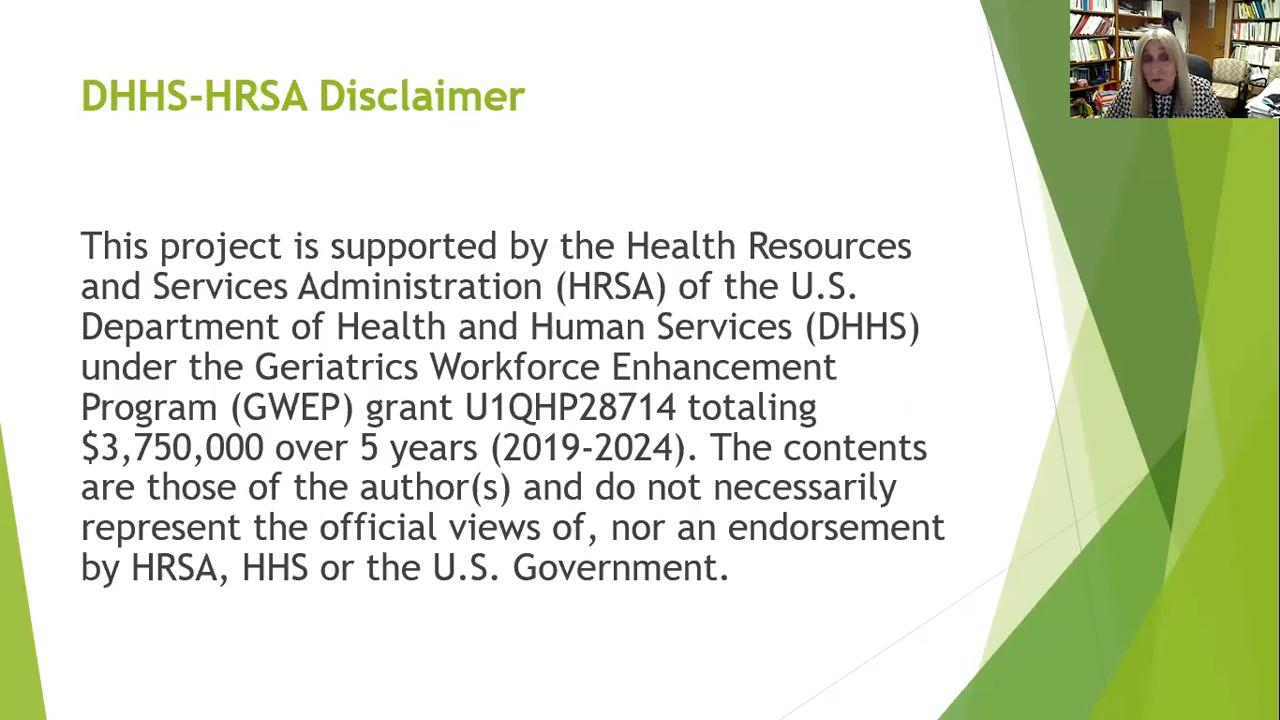 DHHS-HRSA Disclaimer
This project is supported by the Health Resources
and Services Administration (HRSA) of the U.S.
Department of Health and Human Services (DHHS)
under the Geriatrics Workforce Enhancement
Program (GWEP) grant U1QHP28714 totaling
$3,750,000 over 5 years (2019-2024). The contents
are those of the author(s) and do not necessarily
represent the official views of, nor an endorsement
by HRSA, HHS or the U.S. Government.